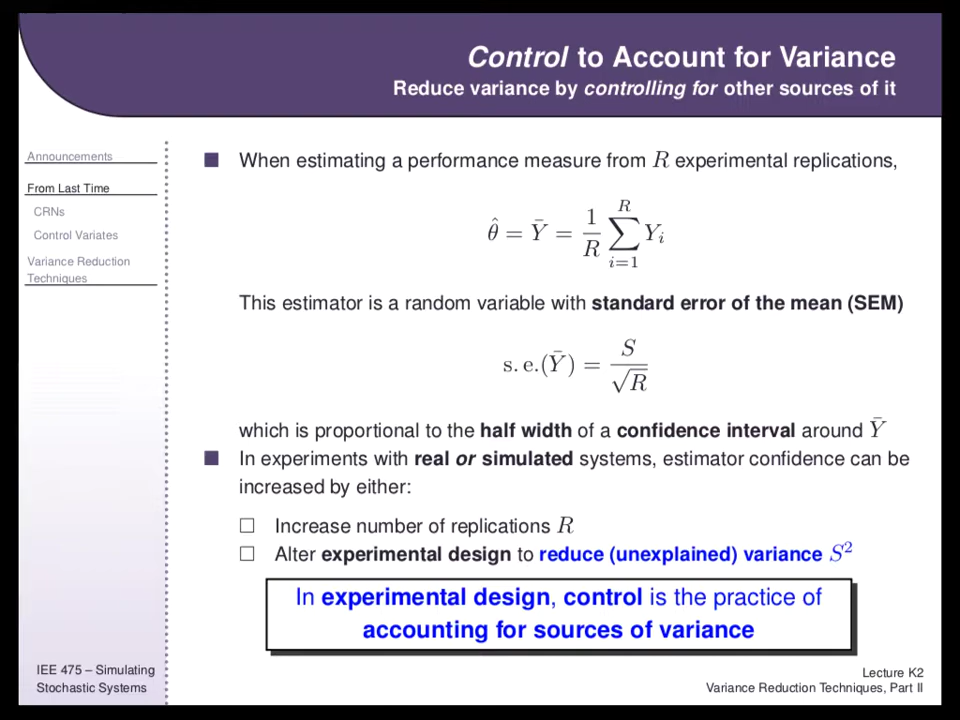 Control to Account for Variance
Reduce variance by controlling for other sources of it
Announcements
From Last Time
CRNs
Control Variates
Variance Reduction
Techniques
■ When estimating a performance measure from R experimental replications,
θ̂ = Ȳ = 1/R ∑_{i=1}^{R} Y_i
This estimator is a random variable with standard error of the mean (SEM)
s.e.(Ȳ) = S/√R
which is proportional to the half width of a confidence interval around Ȳ
■ In experiments with real or simulated systems, estimator confidence can be
increased by either:
□ Increase number of replications R
□ Alter experimental design to reduce (unexplained) variance S²
In experimental design, control is the practice of
accounting for sources of variance
IEE 475 – Simulating
Stochastic Systems
Lecture K2
Variance Reduction Techniques, Part II